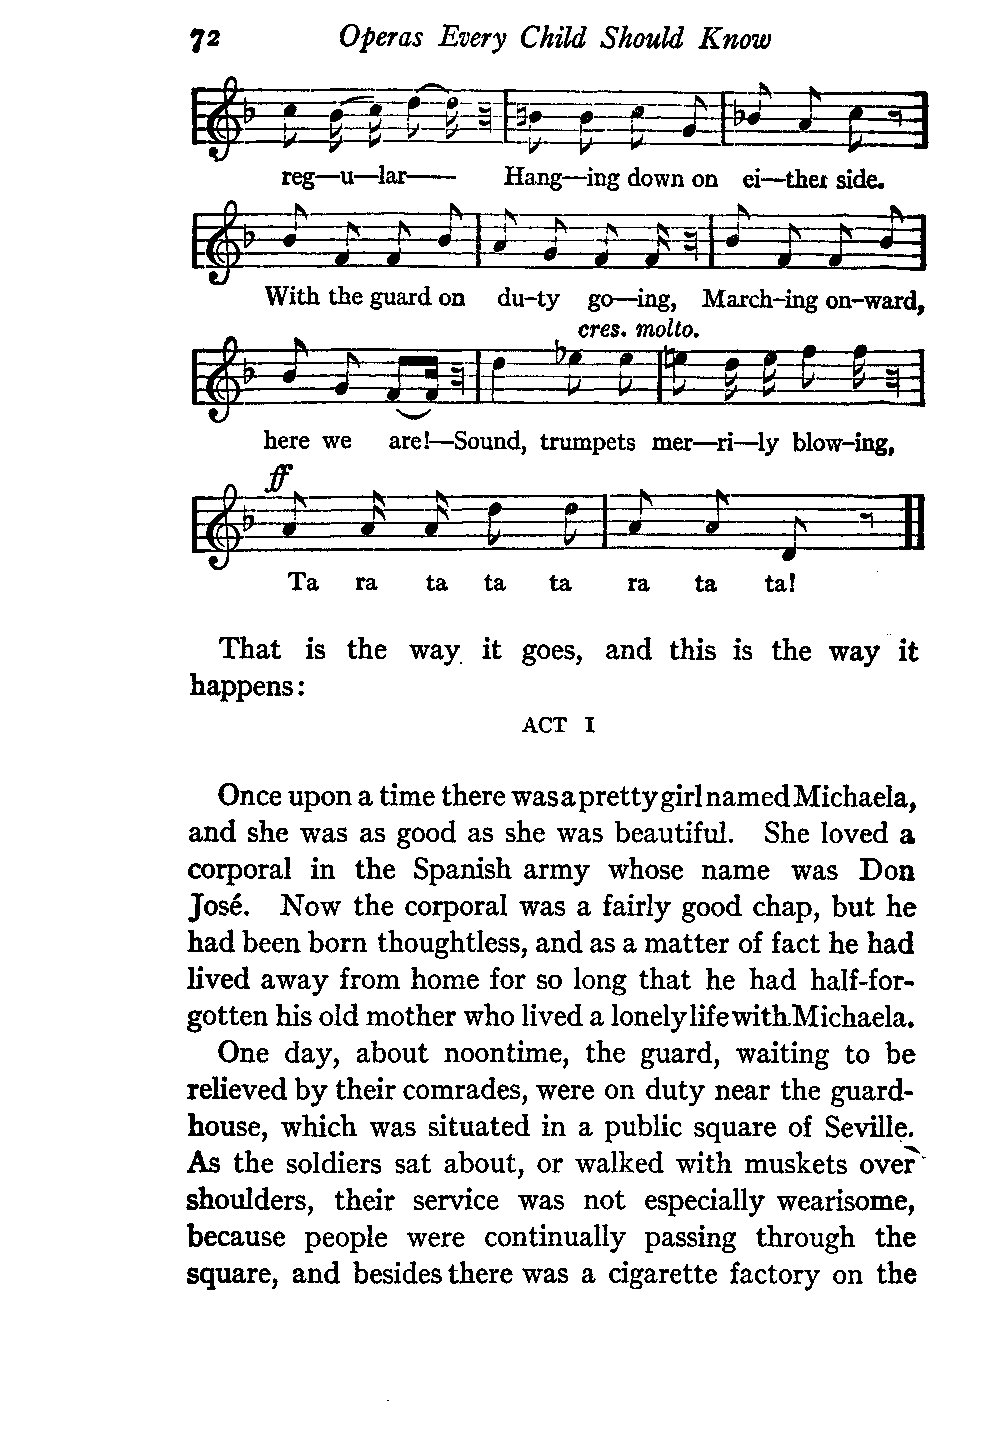 72 Operas Every Child Should Know
reg—u—lar—— Hang—ing down on ei—ther side.
With the guard on du-ty go—ing, March-ing on-ward,
cres. molto.
here we are!—Sound, trumpets mer—ri—ly blow-ing,
ff
Ta ra ta ta ta ra ta ta!
That is the way it goes, and this is the way it
happens:
ACT I
Once upon a time there was a pretty girl named Michaela,
and she was as good as she was beautiful. She loved a
corporal in the Spanish army whose name was Don
José. Now the corporal was a fairly good chap, but he
had been born thoughtless, and as a matter of fact he had
lived away from home for so long that he had half-for-
gotten his old mother who lived a lonely life with Michaela.
One day, about noontime, the guard, waiting to be
relieved by their comrades, were on duty near the guard-
house, which was situated in a public square of Seville.
As the soldiers sat about, or walked with muskets over
shoulders, their service was not especially wearisome,
because people were continually passing through the
square, and besides there was a cigarette factory on the